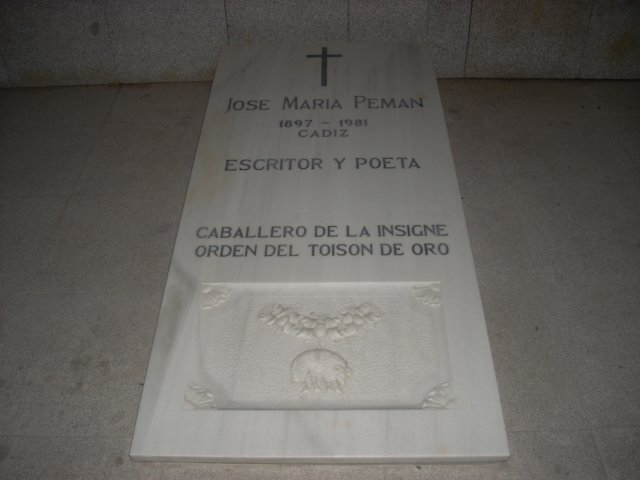 JOSE MARIA PEMAN
1897 - 1981
CADIZ
ESCRITOR Y POETA
CABALLERO DE LA INSIGNE
ORDEN DEL TOISON DE ORO